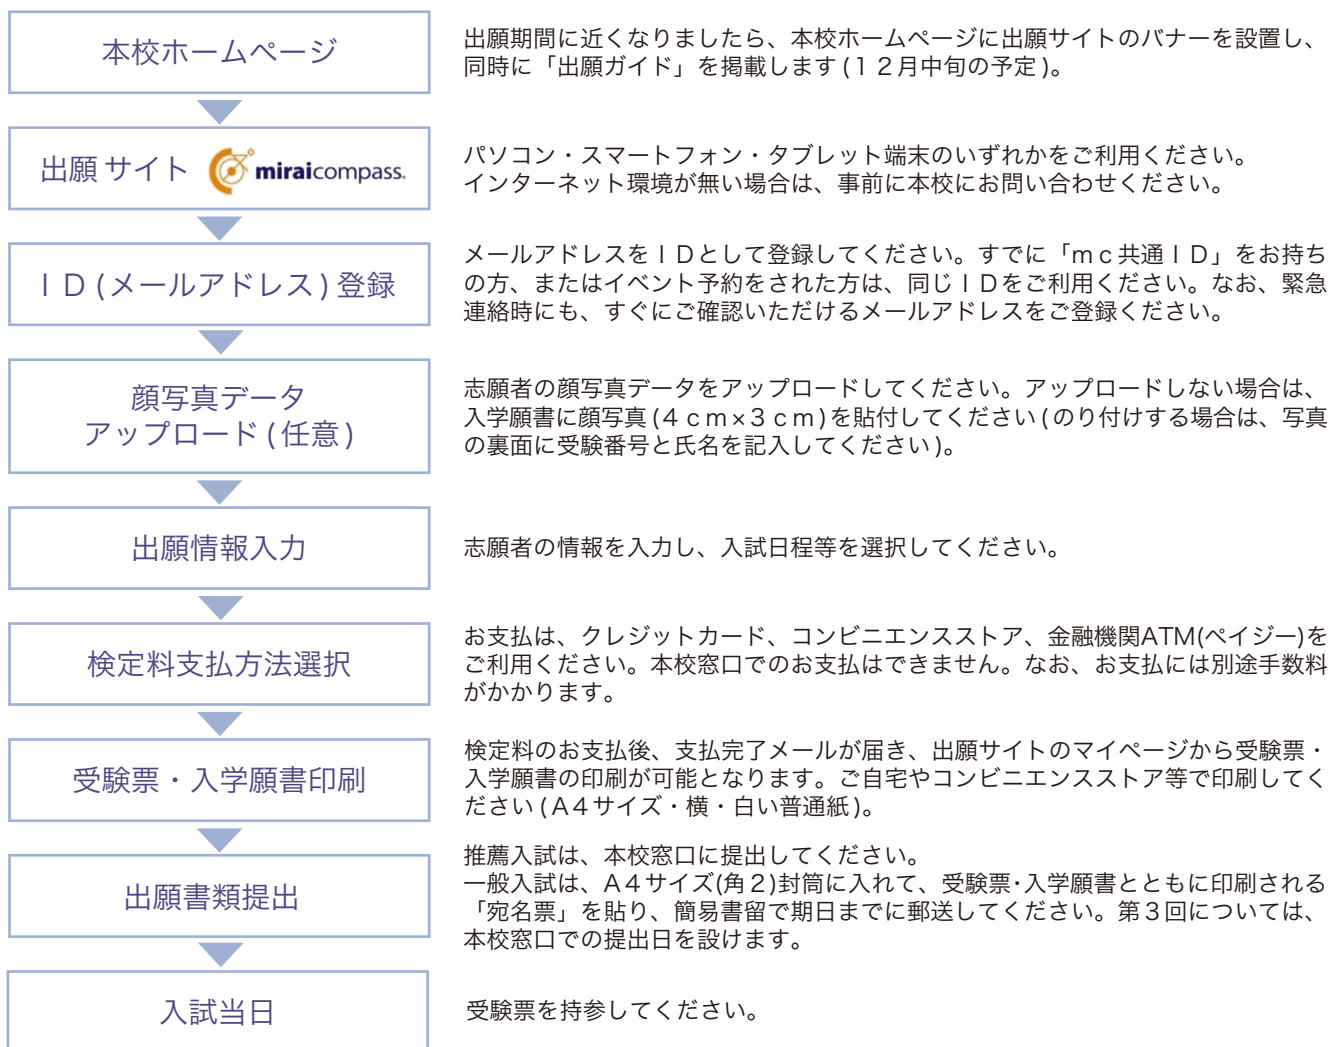 本校ホームページ
出願期間に近くなりましたら、本校ホームページに出願サイトのバナーを設置し、
同時に「出願ガイド」を掲載します(１２月中旬の予定)。
出願サイト miraicompass.
パソコン・スマートフォン・タブレット端末のいずれかをご利用ください。
インターネット環境が無い場合は、事前に本校にお問い合わせください。
ＩＤ(メールアドレス)登録
メールアドレスをＩＤとして登録してください。すでに「ｍｃ共通ＩＤ」をお持ち
の方、またはイベント予約をされた方は、同じＩＤをご利用ください。なお、緊急
連絡時にも、すぐにご確認いただけるメールアドレスをご登録ください。
顔写真データ
アップロード(任意)
志願者の顔写真データをアップロードしてください。アップロードしない場合は、
入学願書に顔写真(４ｃｍ×３ｃｍ)を貼付してください(のり付けする場合は、写真
の裏面に受験番号と氏名を記入してください)。
出願情報入力
志願者の情報を入力し、入試日程等を選択してください。
検定料支払方法選択
お支払は、クレジットカード、コンビニエンスストア、金融機関ATM(ペイジー)を
ご利用ください。本校窓口でのお支払はできません。なお、お支払には別途手数料
がかかります。
受験票・入学願書印刷
検定料のお支払後、支払完了メールが届き、出願サイトのマイページから受験票・
入学願書の印刷が可能となります。ご自宅やコンビニエンスストア等で印刷してく
ださい(Ａ４サイズ・横・白い普通紙)。
出願書類提出
推薦入試は、本校窓口に提出してください。
一般入試は、Ａ４サイズ(角２)封筒に入れて、受験票・入学願書とともに印刷される
「宛名票」を貼り、簡易書留で期日までに郵送してください。第３回については、
本校窓口での提出日を設けます。
入試当日
受験票を持参してください。